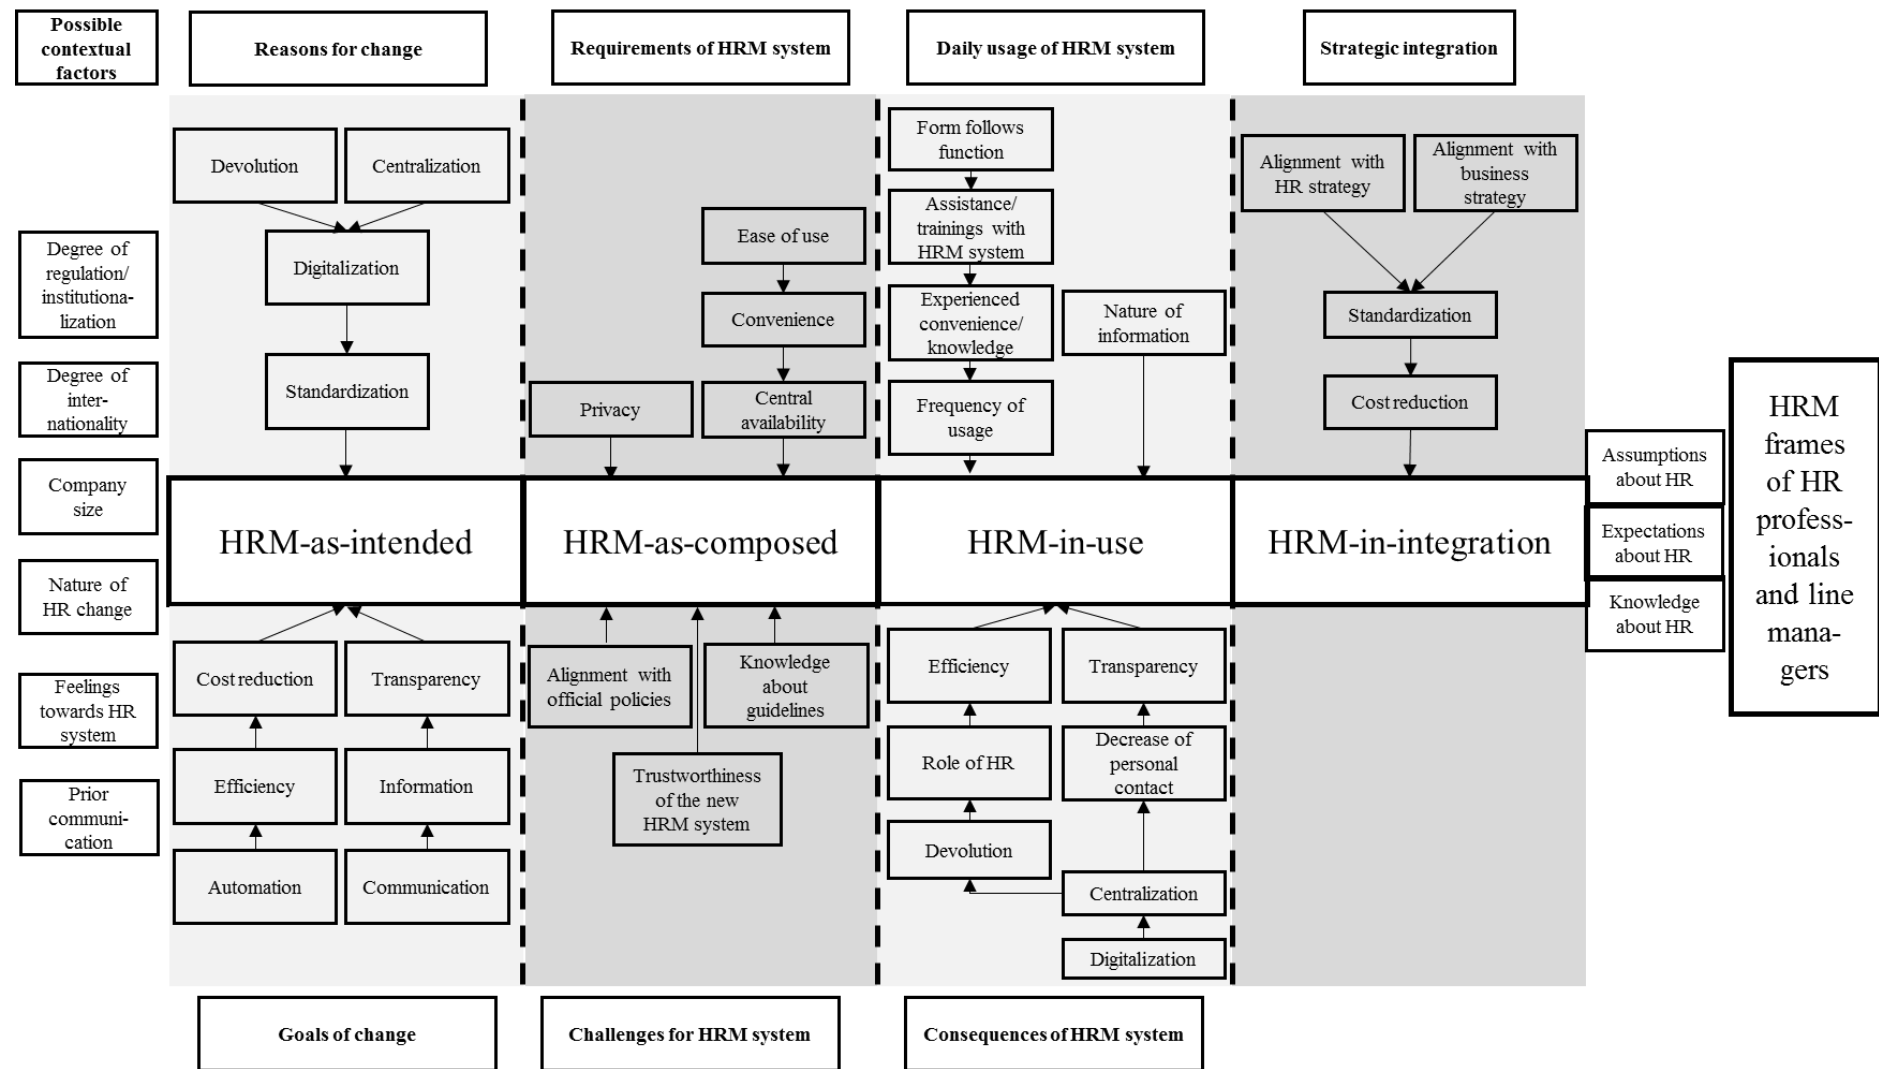 Possible
contextual
factors
Reasons for change
Requirements of HRM system
Daily usage of HRM system
Strategic integration
Degree of
regulation/
institutiona-
lization
Degree of
inter-
nationality
Company
size
Nature of
HR change
Feelings
towards HR
system
Prior
communi-
cation
Devolution
Centralization
Digitalization
Standardization
HRM-as-intended
Cost reduction
Transparency
Efficiency
Information
Automation
Communication
Goals of change
Ease of use
Convenience
Privacy
Central
availability
HRM-as-composed
Alignment with
official policies
Knowledge
about
guidelines
Trustworthiness
of the new
HRM system
Challenges for HRM system
Form follows
function
Assistance/
trainings with
HRM system
Experienced
convenience/
knowledge
Nature of
information
Frequency of
usage
HRM-in-use
Efficiency
Transparency
Role of HR
Decrease of
personal
contact
Devolution
Centralization
Digitalization
Consequences of HRM system
Alignment with
HR strategy
Alignment with
business
strategy
Standardization
Cost reduction
HRM-in-integration
Assumptions
about HR
Expectations
about HR
Knowledge
about HR
HRM
frames
of HR
profess-
ionals
and line
mana-
gers